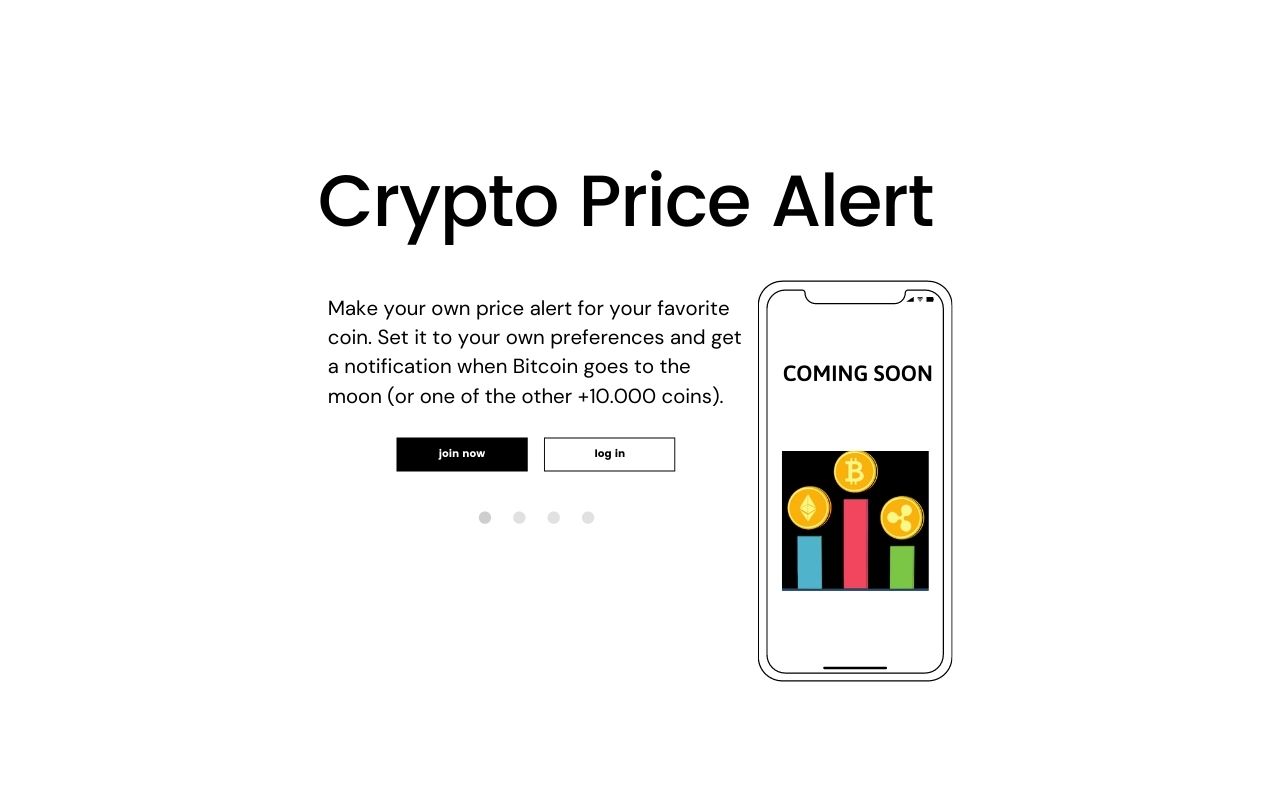 Crypto Price Alert
Make your own price alert for your favorite
coin. Set it to your own preferences and get
a notification when Bitcoin goes to the
moon (or one of the other +10.000 coins).
join now
log in
COMING SOON